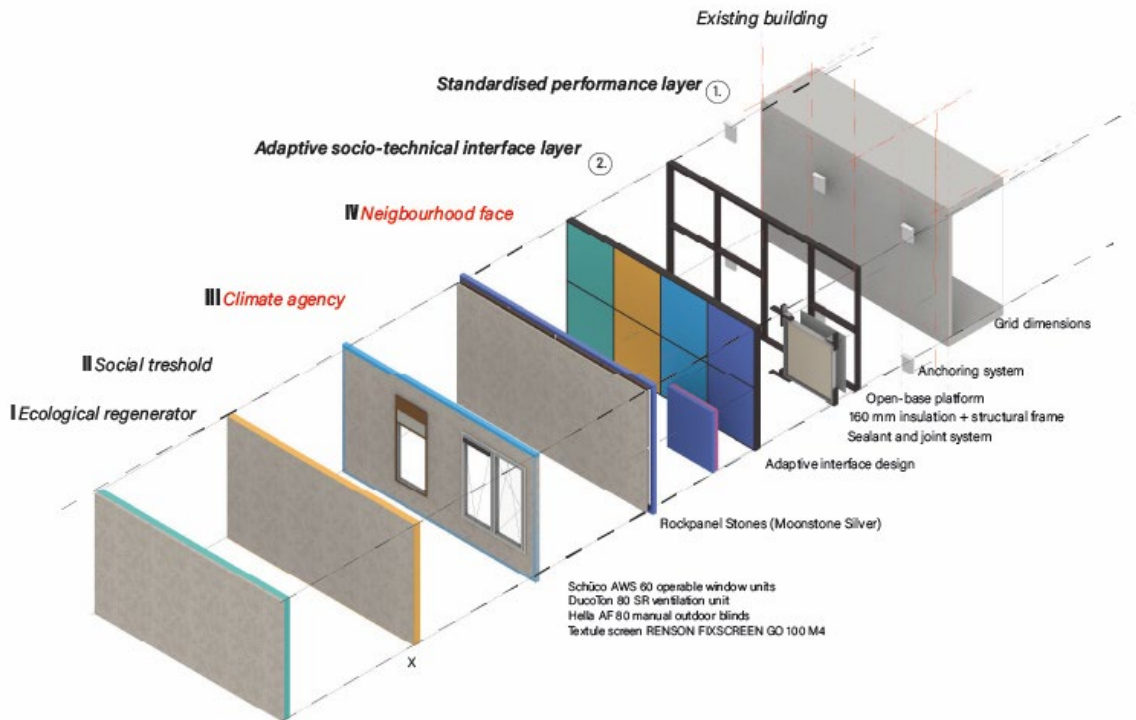 Existing building
Standardised performance layer 1.
Adaptive socio-technical interface layer 2.
IV Neigbourhood face
III Climate agency
II Social treshold
I Ecological regenerator
Grid dimensions
Anchoring system
Open-base platform
160 mm insulation + structural frame
Sealant and joint system
Adaptive interface design
Rockpanel Stones (Moonstone Silver)
Schüco AWS 60 operable window units
DucoTon 80 SR ventilation unit
Hella AF 80 manual outdoor blinds
Textule screen RENSON FIXSCREEN GO 100 M4
X